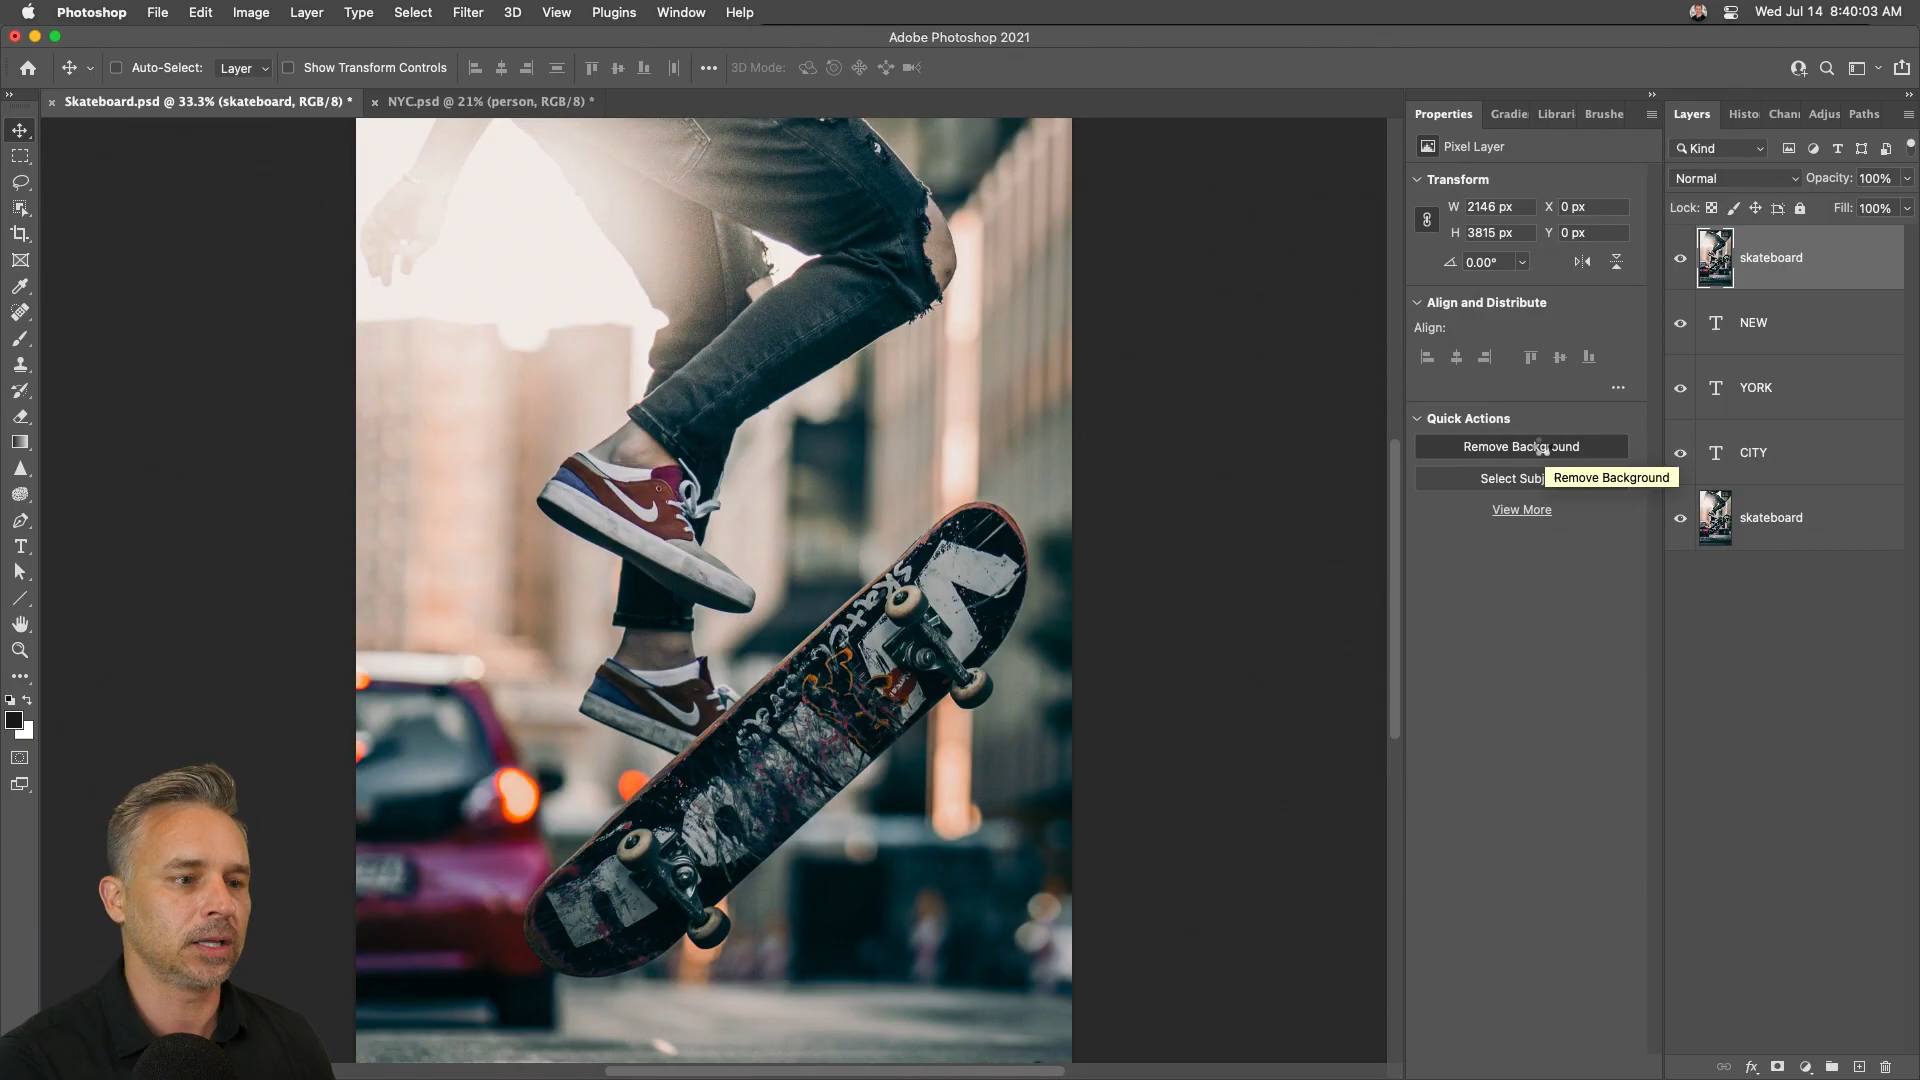 Photoshop File Edit Image Layer Type Select Filter 3D View Plugins Window Help Wed Jul 14 8:40:03 AM
Adobe Photoshop 2021
Auto-Select: Layer Show Transform Controls 3D Mode:
Skateboard.psd @ 33.3% (skateboard, RGB/8) * NYC.psd @ 21% (person, RGB/8) *
Properties Gradie Librari Brushe
Pixel Layer
Transform
W 2146 px X 0 px
H 3815 px Y 0 px
0.00°
Align and Distribute
Align:
Quick Actions
Remove Background
Select Subj
Remove Background
View More
Layers Histo Chann Adjus Paths
Kind
Normal Opacity: 100%
Lock: Fill: 100%
skateboard
NEW
YORK
CITY
skateboard
skate